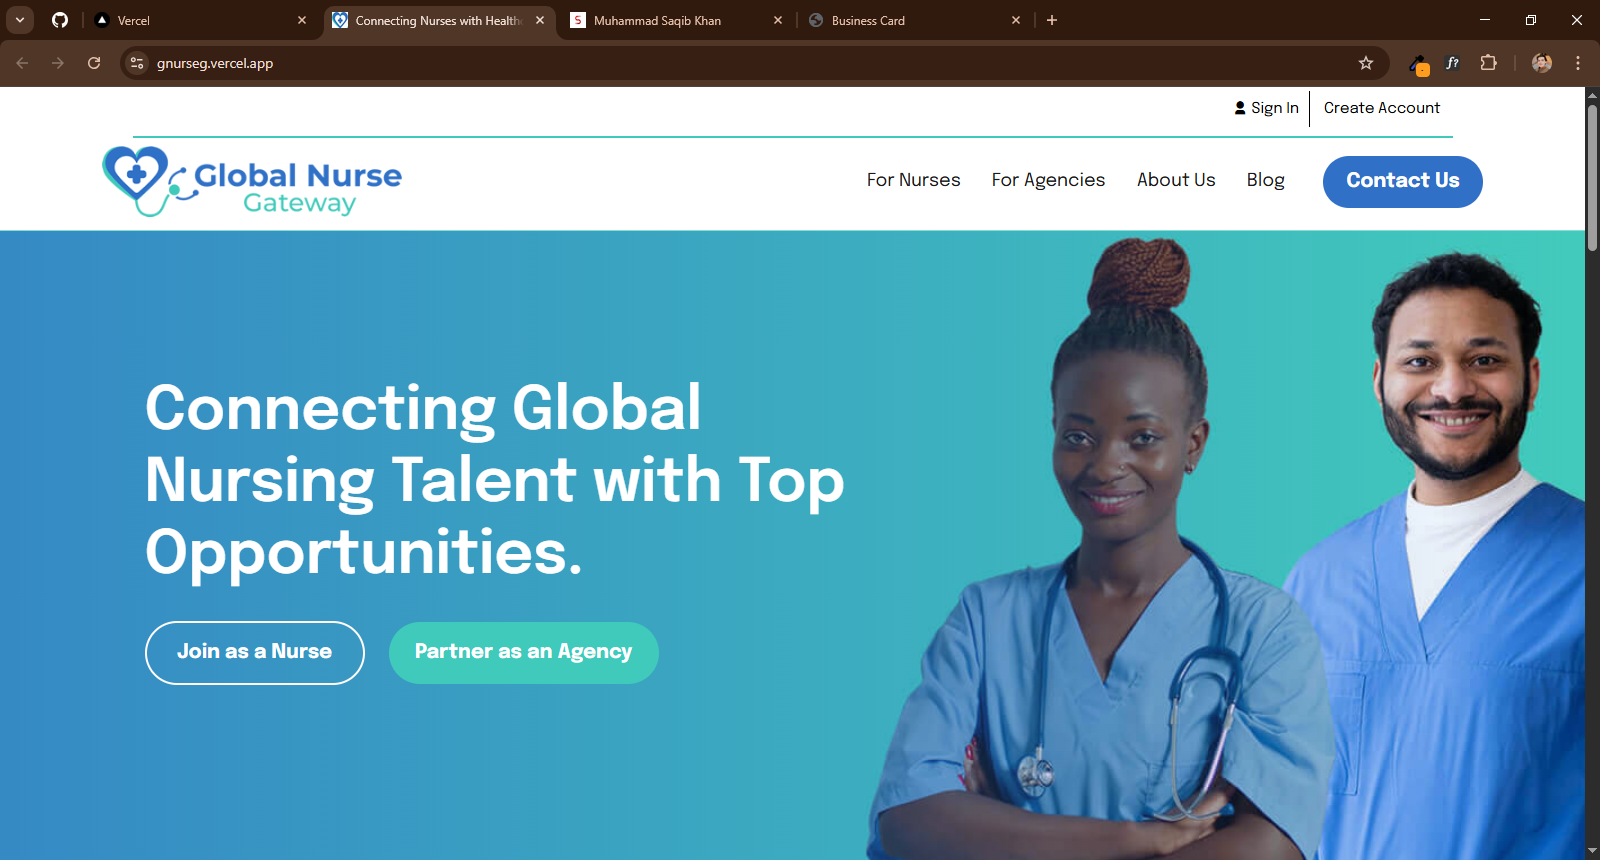 Vercel
Connecting Nurses with Health
Muhammad Saqib Khan
Business Card
gnurseg.vercel.app
f?
Sign In
Create Account
Global Nurse
Gateway
For Nurses
For Agencies
About Us
Blog
Contact Us
Connecting Global
Nursing Talent with Top
Opportunities.
Join as a Nurse
Partner as an Agency